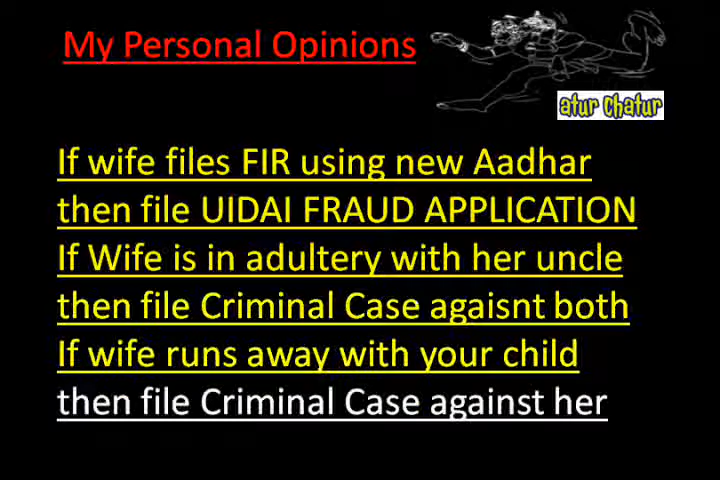 My Personal Opinions
atur chatur
If wife files FIR using new Aadhar
then file UIDAI FRAUD APPLICATION
If Wife is in adultery with her uncle
then file Criminal Case agaisnt both
If wife runs away with your child
then file Criminal Case against her